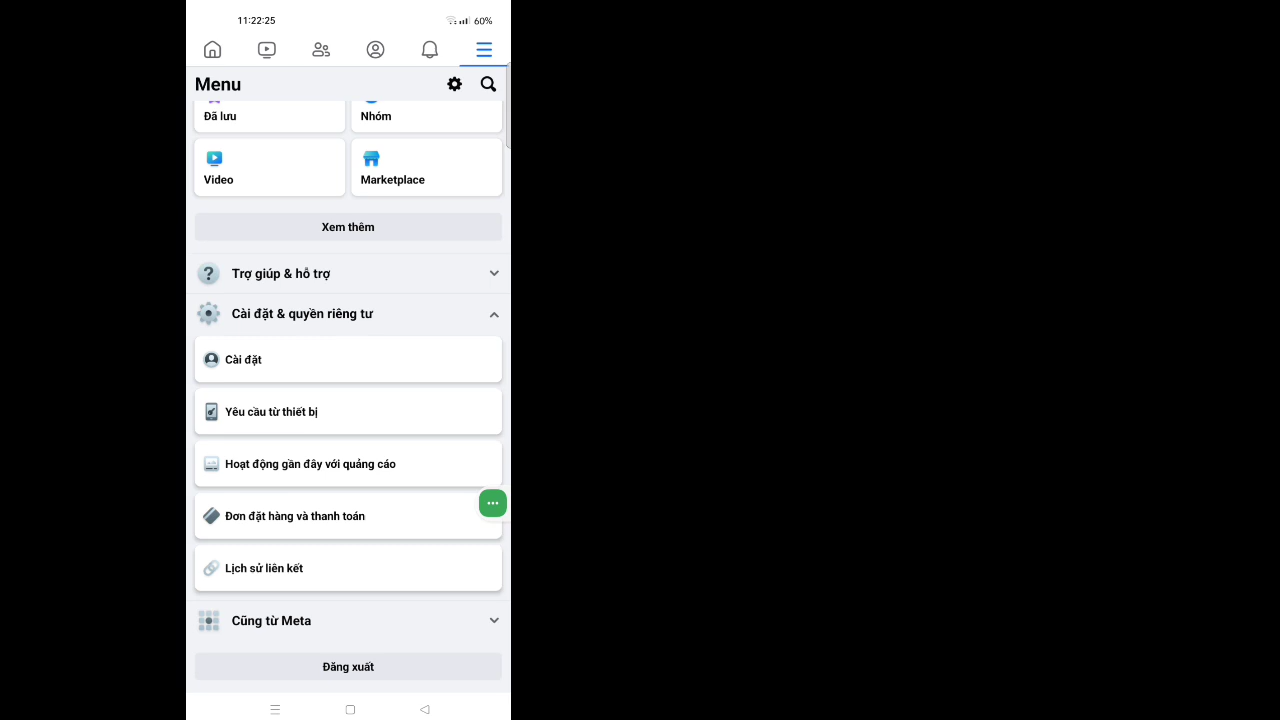 11:22:25
60%
Menu
Đã lưu
Nhóm
Video
Marketplace
Xem thêm
Trợ giúp & hỗ trợ
Cài đặt & quyền riêng tư
Cài đặt
Yêu cầu từ thiết bị
Hoạt động gần đây với quảng cáo
Đơn đặt hàng và thanh toán
Lịch sử liên kết
Cũng từ Meta
Đăng xuất